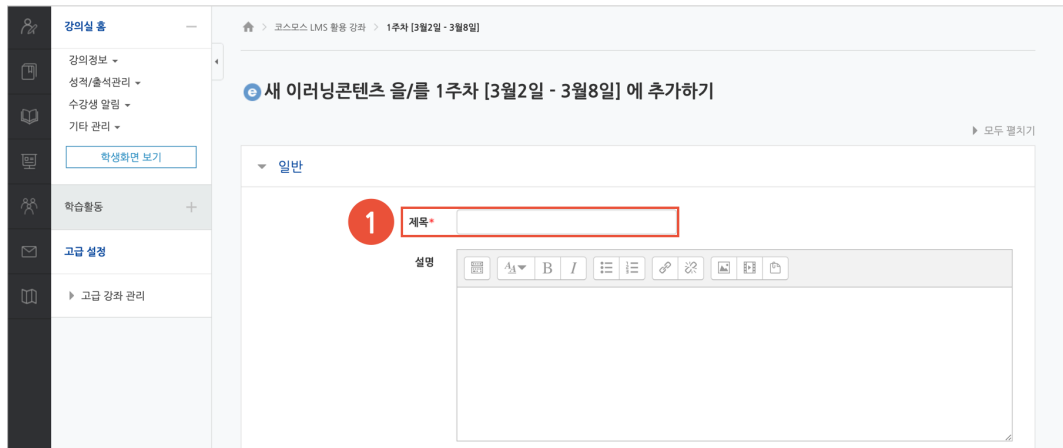 강의실 홈
강의정보
성적/출석관리
수강생 알림
기타 관리
학생화면 보기
학습활동
고급 설정
고급 강좌 관리
코스모스 LMS 활용 강좌 > 1주차 [3월2일 - 3월8일]
e 새 이러닝콘텐츠 을/를 1주차 [3월2일 - 3월8일] 에 추가하기
모두 펼치기
일반
1 제목*
설명
B I